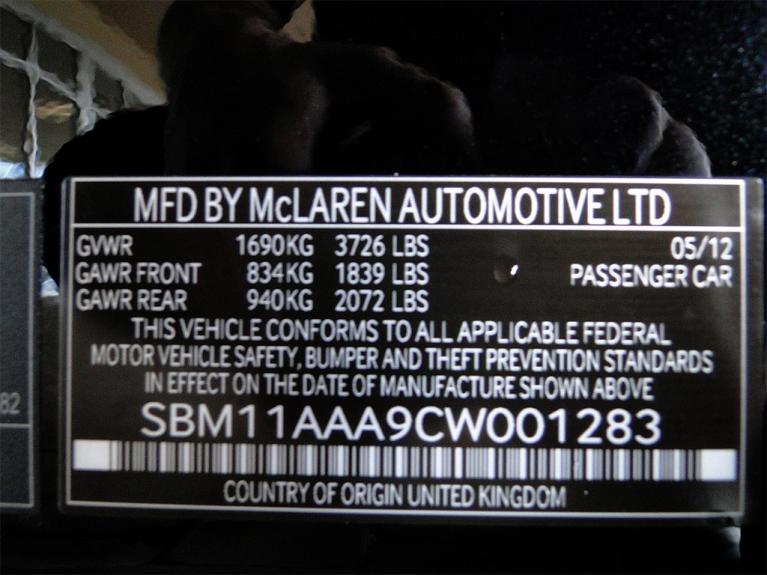 MFD BY McLAREN AUTOMOTIVE LTD
GVWR 1690KG 3726 LBS 05/12
GAWR FRONT 834KG 1839 LBS PASSENGER CAR
GAWR REAR 940KG 2072 LBS
THIS VEHICLE CONFORMS TO ALL APPLICABLE FEDERAL
MOTOR VEHICLE SAFETY, BUMPER AND THEFT PREVENTION STANDARDS
IN EFFECT ON THE DATE OF MANUFACTURE SHOWN ABOVE
82
SBM11AAA9CW001283
COUNTRY OF ORIGIN UNITED KINGDOM